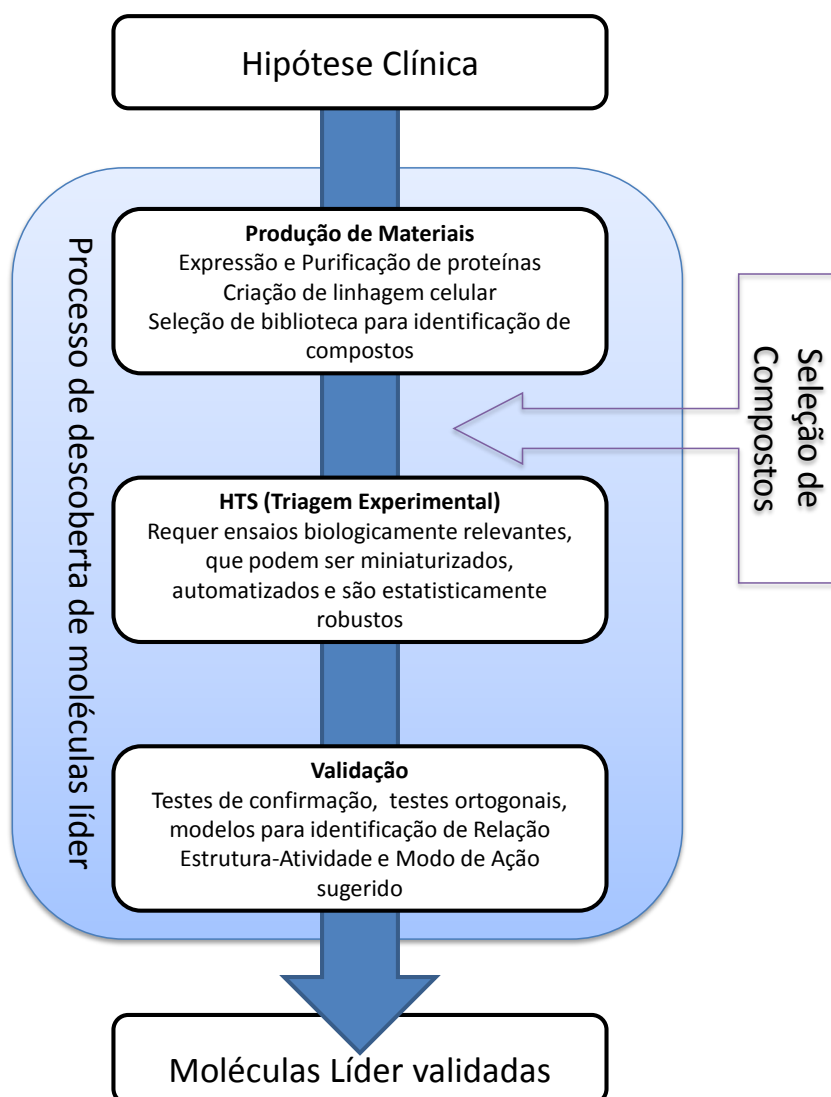 Hipótese Clínica
Processo de descoberta de moléculas líder
Produção de Materiais
Expressão e Purificação de proteínas
Criação de linhagem celular
Seleção de biblioteca para identificação de
compostos
Seleção de
Compostos
HTS (Triagem Experimental)
Requer ensaios biologicamente relevantes,
que podem ser miniaturizados,
automatizados e são estatisticamente
robustos
Validação
Testes de confirmação, testes ortogonais,
modelos para identificação de Relação
Estrutura-Atividade e Modo de Ação
sugerido
Moléculas Líder validadas